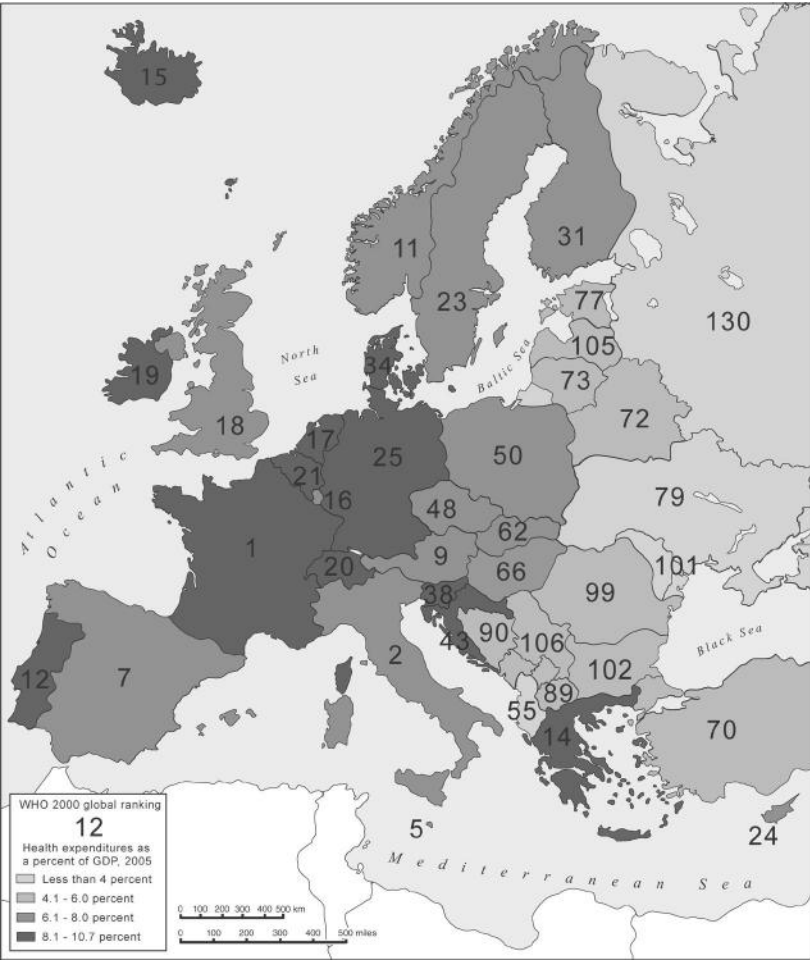 15
11
31
23
77
130
105
North
Sea
Baltic Sea
34
73
19
72
18
17
25
50
21
16
48
79
Atlantic
Ocean
1
62
9
20
66
101
38
99
43
90
106
Black Sea
2
12
7
102
89
55
14
70
5
24
Mediterranean Sea
WHO 2000 global ranking
12
Health expenditures as
a percent of GDP, 2005
Less than 4 percent
4.1 - 6.0 percent
6.1 - 8.0 percent
8.1 - 10.7 percent
0 100 200 300 400 500 km
0 100 200 300 400 500 miles